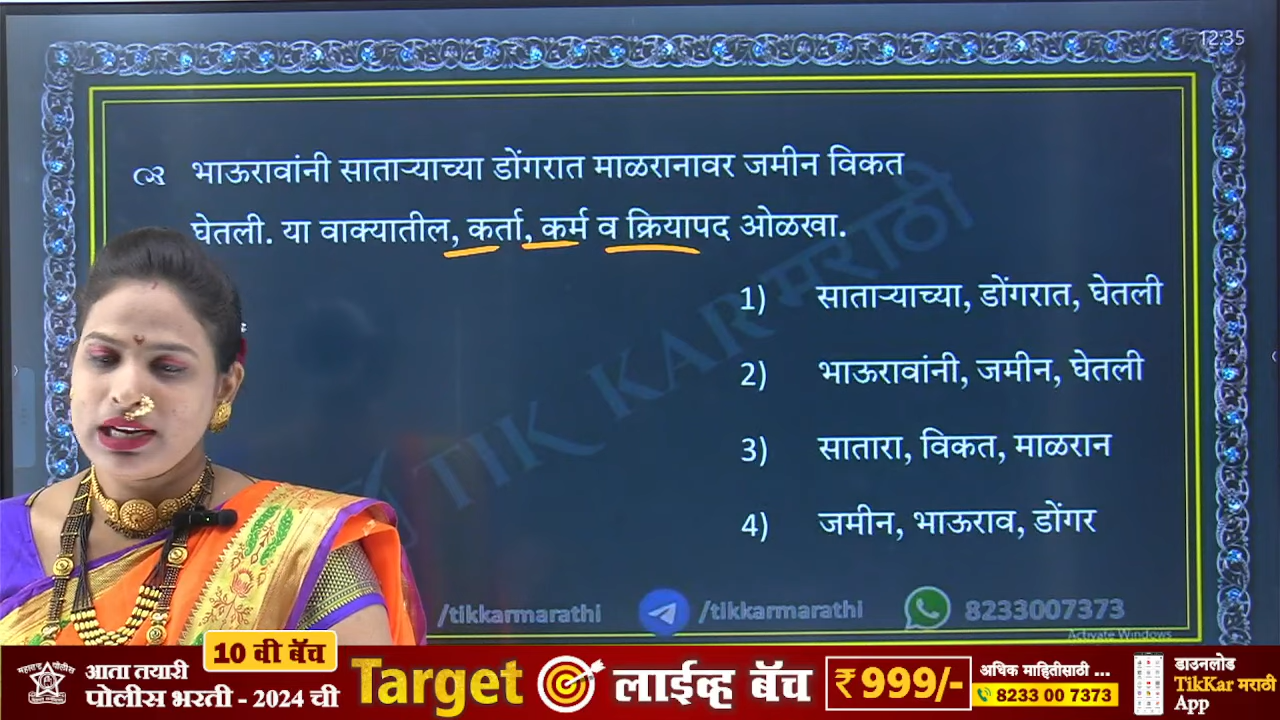 12:35
भाऊरावांनी साताऱ्याच्या डोंगरात माळरानावर जमीन विकत
घेतली. या वाक्यातील, कर्ता, कर्म व क्रियापद ओळखा.
1) साताऱ्याच्या, डोंगरात, घेतली
2) भाऊरावांनी, जमीन, घेतली
3) सातारा, विकत, माळरान
4) जमीन, भाऊराव, डोंगर
TIK KAR मराठी
/tikkarmarathi /tikkarmarathi 8233007373
Activate Windows
10 वी बॅच
महाराष्ट्र पोलीस
आता तयारी
पोलीस भरती - 2024 ची
Target लाईव्ह बॅच
₹999/-
अधिक माहितीसाठी ...
8233 00 7373
डाउनलोड
TikKar मराठी
App